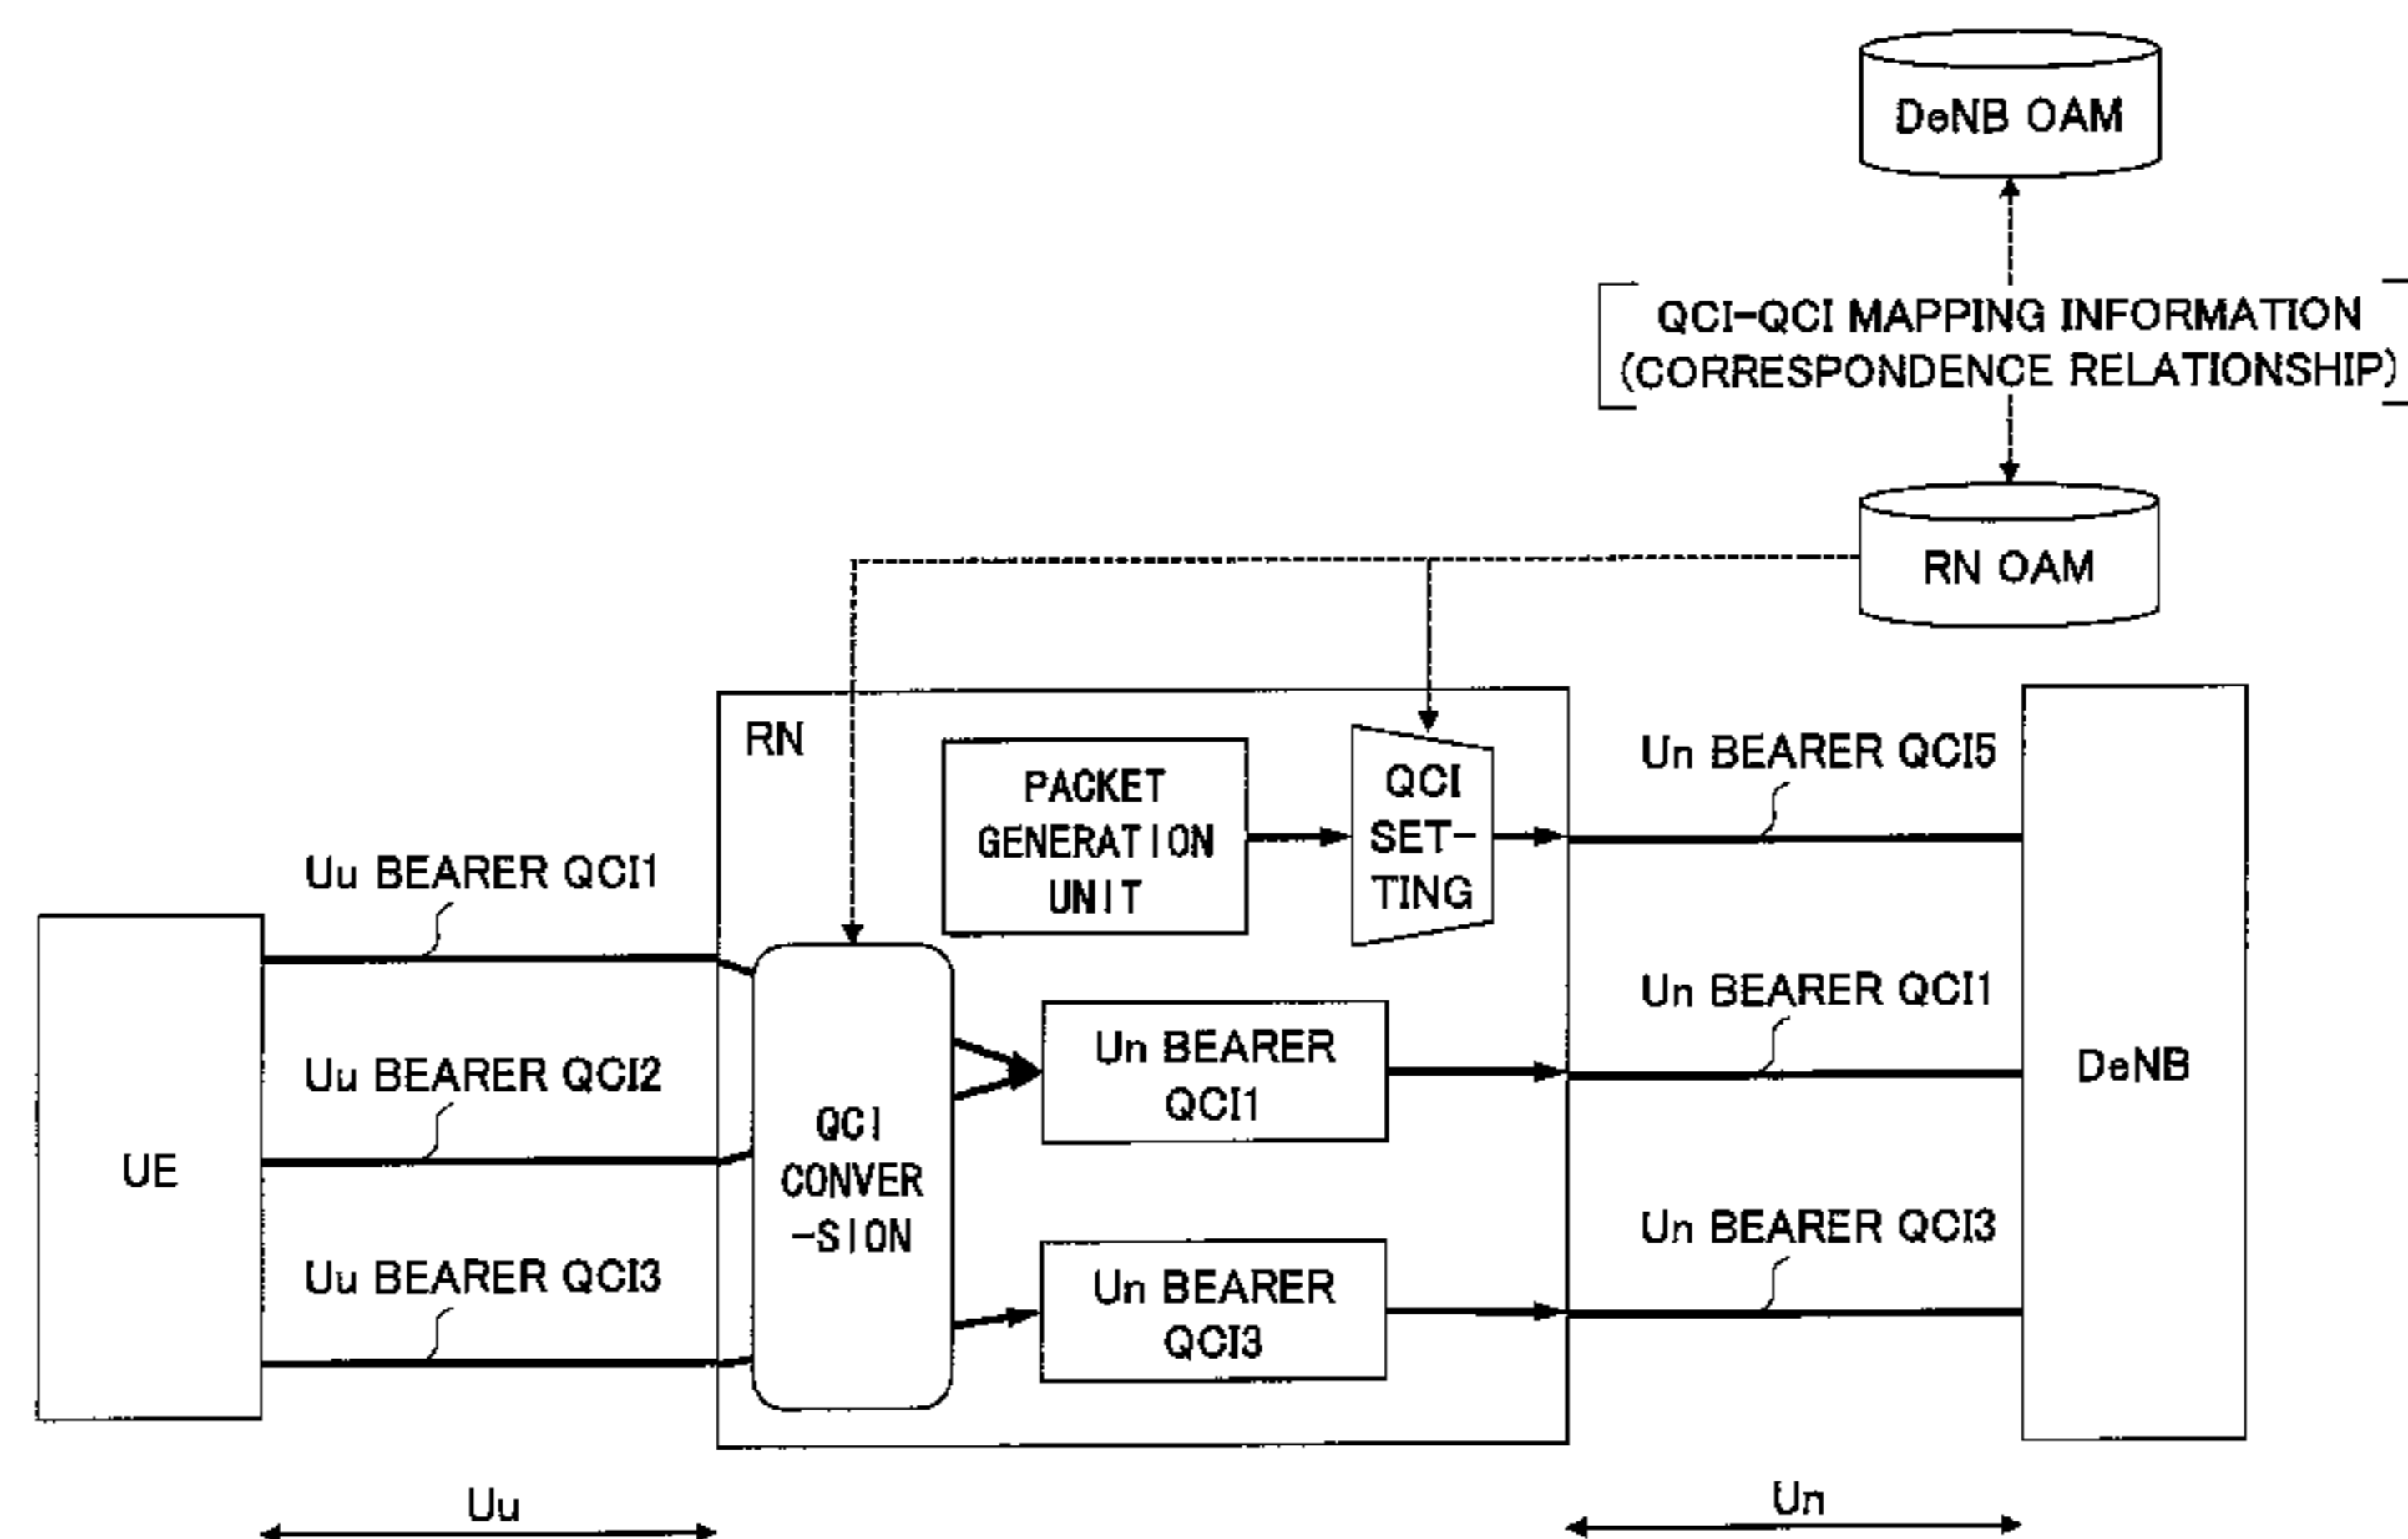 DeNB OAM
QCI-QCI MAPPING INFORMATION
(CORRESPONDENCE RELATIONSHIP)
RN OAM
RN
PACKET
GENERATION
UNIT
QCI
SET-
TING
Un BEARER QCI5
Uu BEARER QCI1
Uu BEARER QCI2
Uu BEARER QCI3
UE
QCI
CONVER
-SION
Un BEARER
QCI1
Un BEARER
QCI3
Un BEARER QCI1
Un BEARER QCI3
DeNB
Uu
Un